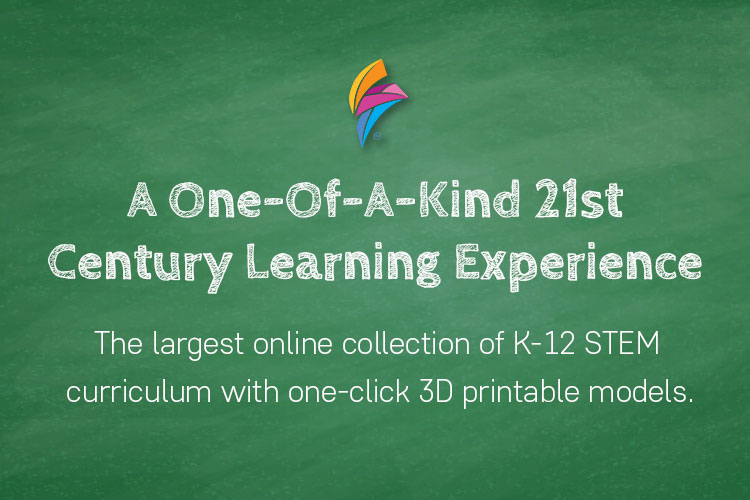 A One-Of-A-Kind 21st
Century Learning Experience
The largest online collection of K-12 STEM
curriculum with one-click 3D printable models.